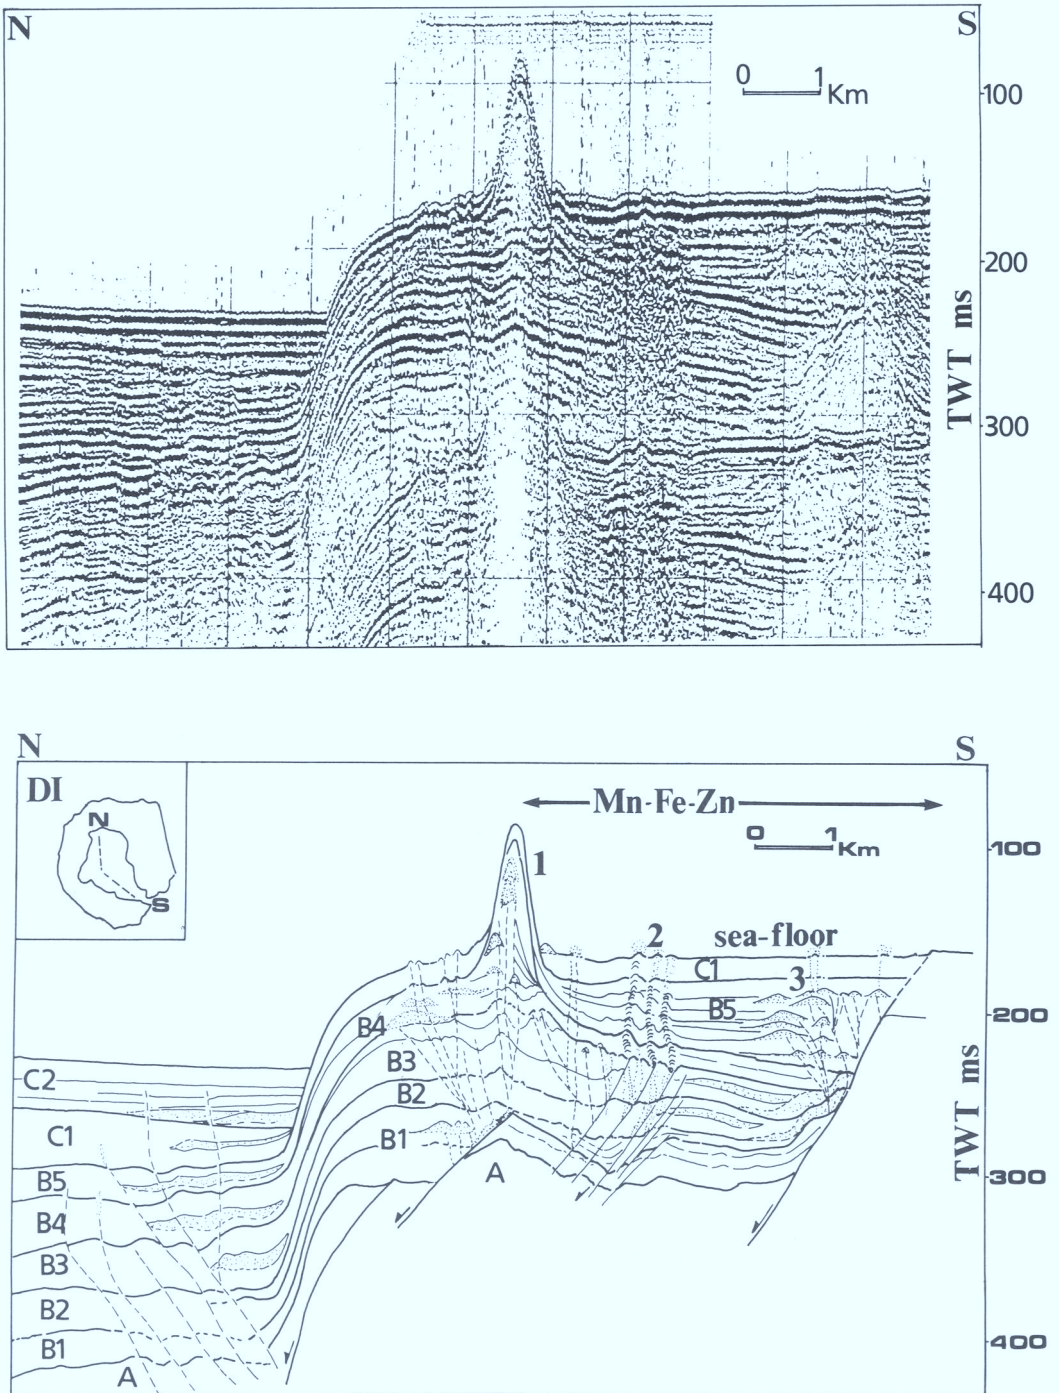 N S
0 1
Km
100
200
TWT ms
300
400
N S
DI
N
S
Mn-Fe-Zn
0 1
Km
100
1
2 sea-floor
C1
3
B5
200
B4
B3
C2
B2
C1
B1
TWT ms
A
B5
300
B4
B3
B2
B1
400
A